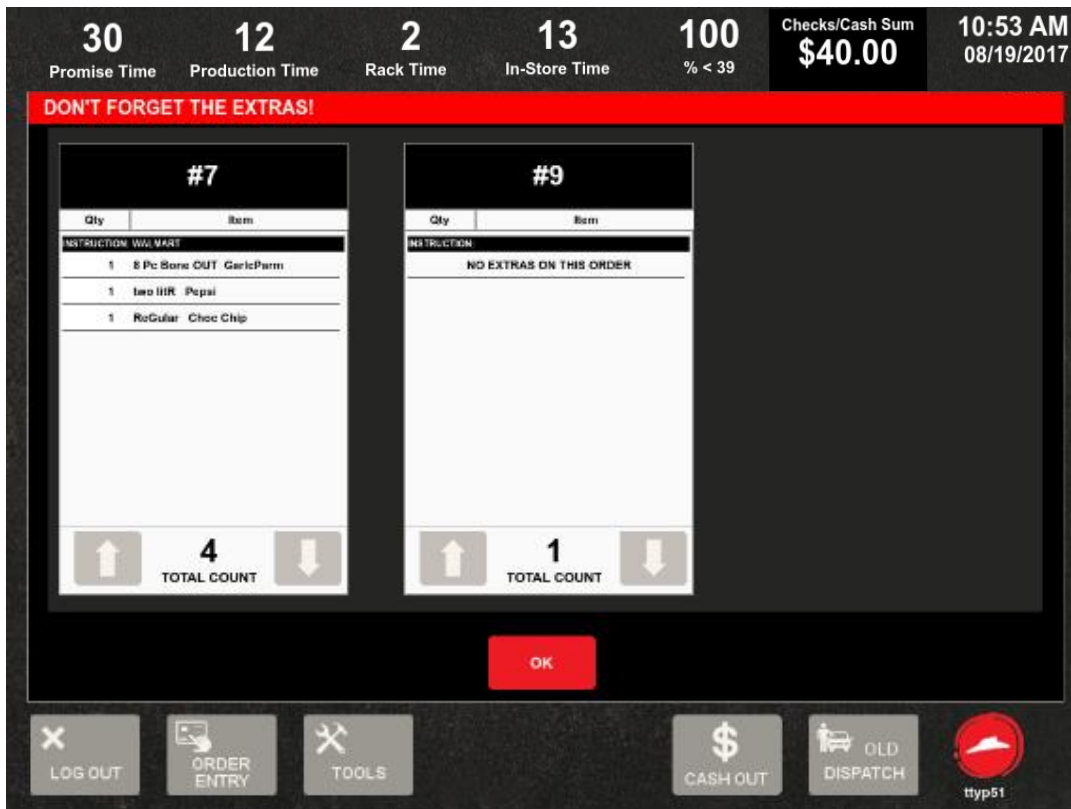 30 12 2 13 100 Checks/Cash Sum 10:53 AM
Promise Time Production Time Rack Time In-Store Time % < 39 $40.00 08/19/2017
DON'T FORGET THE EXTRAS!
#7
Qty Item
INSTRUCTION: WALMART
1 8 Pc Bone OUT GarlcParm
1 two litR Pepsi
1 ReGular Choc Chip
4
TOTAL COUNT
#9
Qty Item
INSTRUCTION:
NO EXTRAS ON THIS ORDER
1
TOTAL COUNT
OK
LOG OUT
ORDER
ENTRY
TOOLS
$
CASH OUT
OLD
DISPATCH
ttyp51